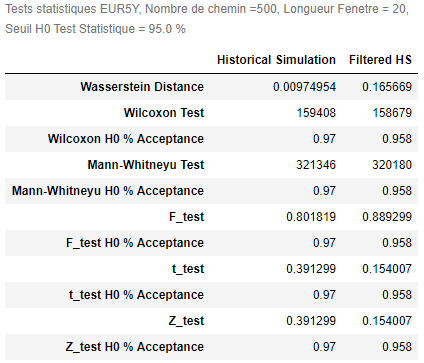 Tests statistiques EUR5Y, Nombre de chemin =500, Longueur Fenetre = 20,
Seuil H0 Test Statistique = 95.0 %
Historical Simulation Filtered HS
Wasserstein Distance 0.00974954 0.165669
Wilcoxon Test 159408 158679
Wilcoxon H0 % Acceptance 0.97 0.958
Mann-Whitneyu Test 321346 320180
Mann-Whitneyu H0 % Acceptance 0.97 0.958
F_test 0.801819 0.889299
F_test H0 % Acceptance 0.97 0.958
t_test 0.391299 0.154007
t_test H0 % Acceptance 0.97 0.958
Z_test 0.391299 0.154007
Z_test H0 % Acceptance 0.97 0.958